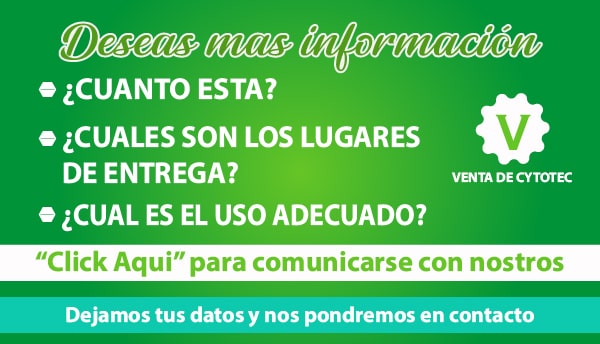 Deseas mas información
¿CUANTO ESTA?
¿CUALES SON LOS LUGARES
DE ENTREGA?
V
VENTA DE CYTOTEC
¿CUAL ES EL USO ADECUADO?
“Click Aqui” para comunicarse con nostros
Dejamos tus datos y nos pondremos en contacto